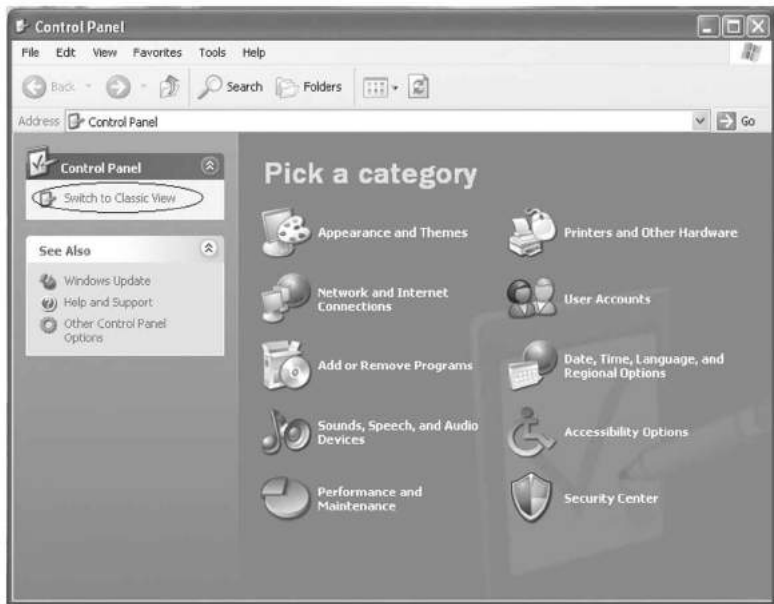 Control Panel
File Edit View Favorites Tools Help
Back Search Folders
Address Control Panel Go
Control Panel
Switch to Classic View
See Also
Windows Update
Help and Support
Other Control Panel
Options
Pick a category
Appearance and Themes
Printers and Other Hardware
Network and Internet
Connections
User Accounts
Add or Remove Programs
Date, Time, Language, and
Regional Options
Sounds, Speech, and Audio
Devices
Accessibility Options
Performance and
Maintenance
Security Center